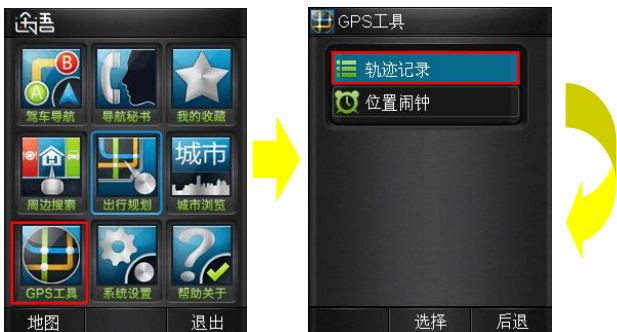 途语
B
A
驾车导航 导航秘书 我的收藏
城市
周边搜索 出行规划 城市浏览
GPS工具 系统设置 帮助关于
地图 退出
GPS工具
轨迹记录
位置闹钟
选择 后退